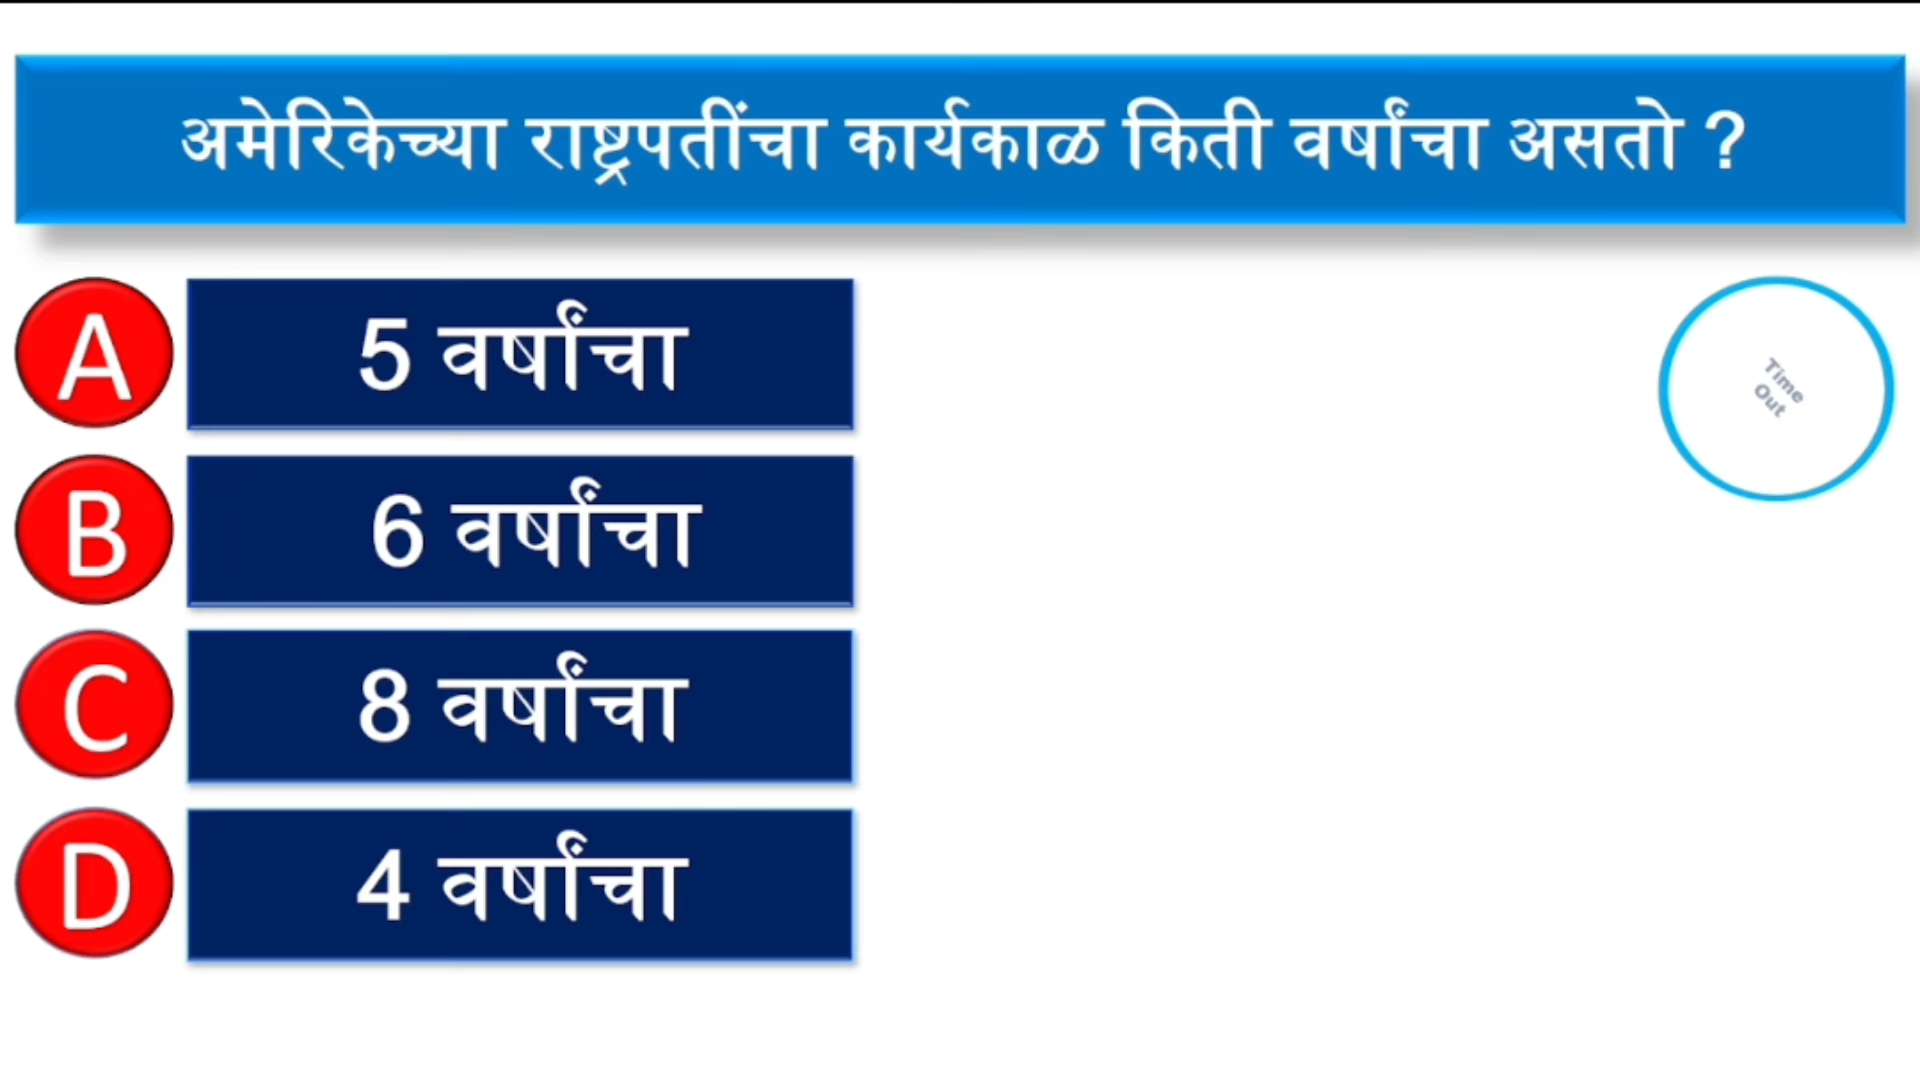 अमेरिकेच्या राष्ट्रपतींचा कार्यकाळ किती वर्षांचा असतो ?
A 5 वर्षांचा
B 6 वर्षांचा
C 8 वर्षांचा
D 4 वर्षांचा
Time
Out